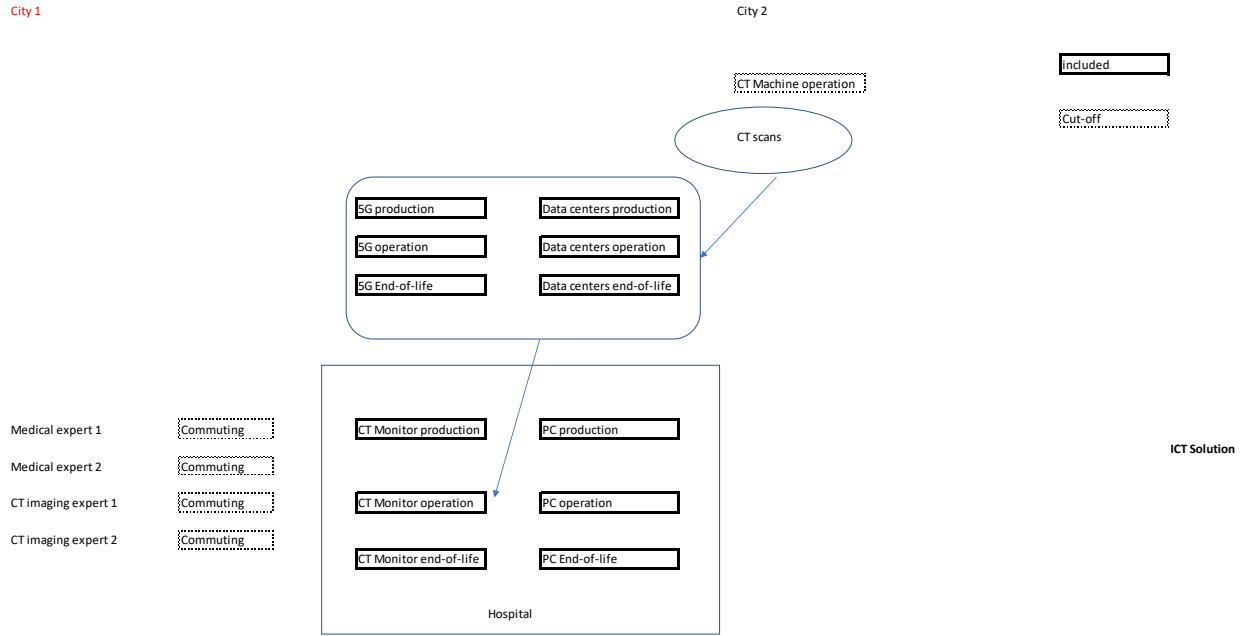 City 1
City 2
included
CT Machine operation
Cut-off
CT scans
5G production
Data centers production
5G operation
Data centers operation
5G End-of-life
Data centers end-of-life
Medical expert 1
Commuting
CT Monitor production
PC production
ICT Solution
Medical expert 2
Commuting
CT imaging expert 1
Commuting
CT Monitor operation
PC operation
CT imaging expert 2
Commuting
CT Monitor end-of-life
PC End-of-life
Hospital